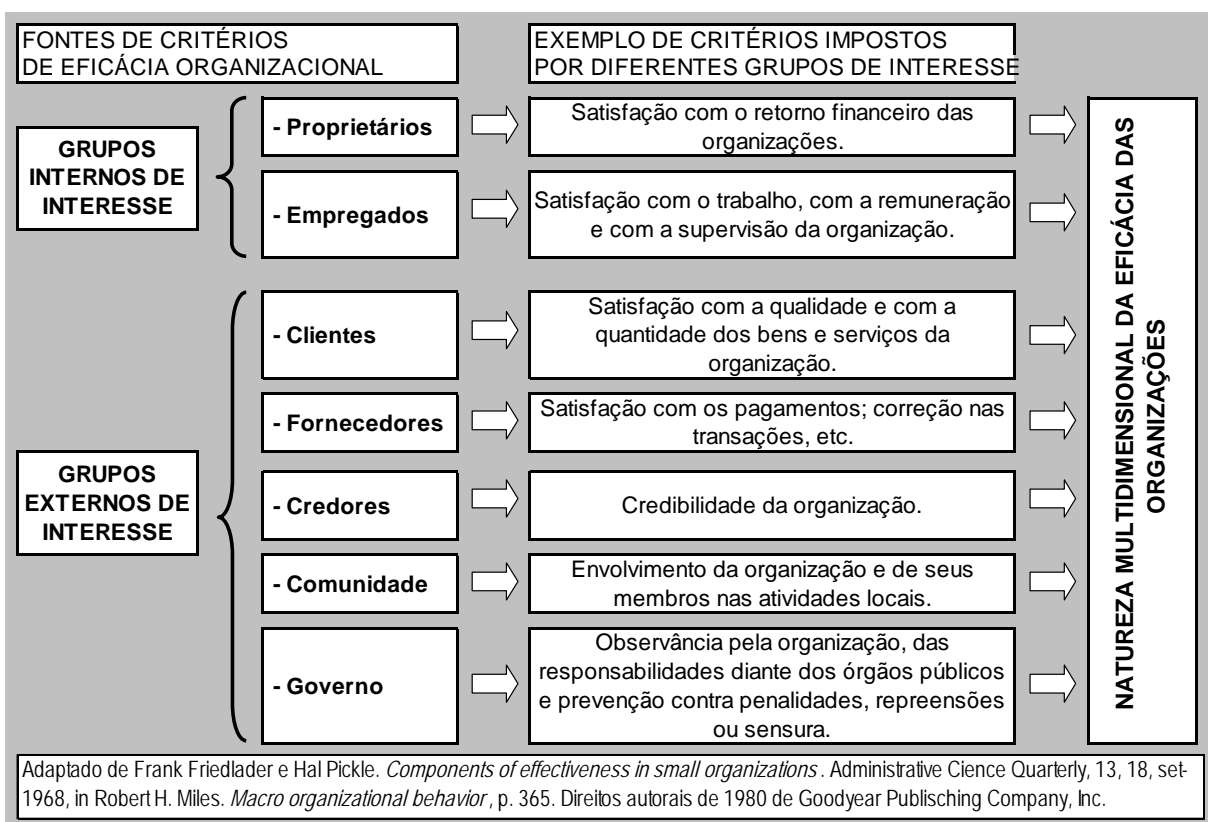 FONTES DE CRITÉRIOS
DE EFICÁCIA ORGANIZACIONAL
EXEMPLO DE CRITÉRIOS IMPOSTOS
POR DIFERENTES GRUPOS DE INTERESSE
GRUPOS
INTERNOS DE
INTERESSE
- Proprietários
Satisfação com o retorno financeiro das
organizações.
- Empregados
Satisfação com o trabalho, com a remuneração
e com a supervisão da organização.
GRUPOS
EXTERNOS DE
INTERESSE
- Clientes
Satisfação com a qualidade e com a
quantidade dos bens e serviços da
organização.
- Fornecedores
Satisfação com os pagamentos; correção nas
transações, etc.
- Credores
Credibilidade da organização.
- Comunidade
Envolvimento da organização e de seus
membros nas atividades locais.
- Governo
Observância pela organização, das
responsabilidades diante dos órgãos públicos
e prevenção contra penalidades, repreensões
ou sensura.
NATUREZA MULTIDIMENSIONAL DA EFICÁCIA DAS
ORGANIZAÇÕES
Adaptado de Frank Friedlader e Hal Pickle. Components of effectiveness in small organizations . Administrative Cience Quarterly, 13, 18, set-
1968, in Robert H. Miles. Macro organizational behavior , p. 365. Direitos autorais de 1980 de Goodyear Publisching Company, Inc.